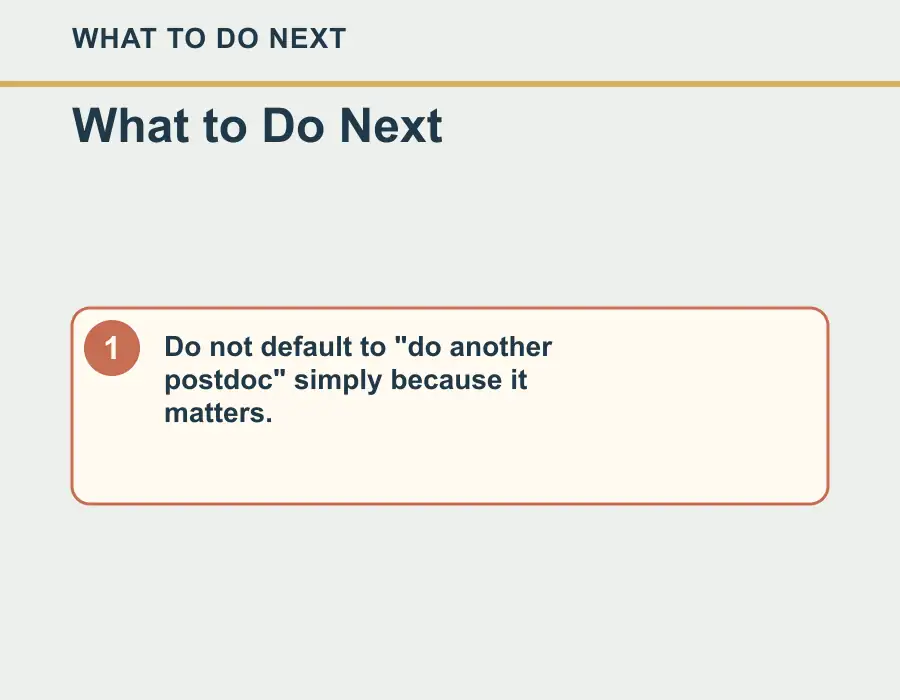 WHAT TO DO NEXT
What to Do Next
1
Do not default to "do another
postdoc" simply because it
matters.